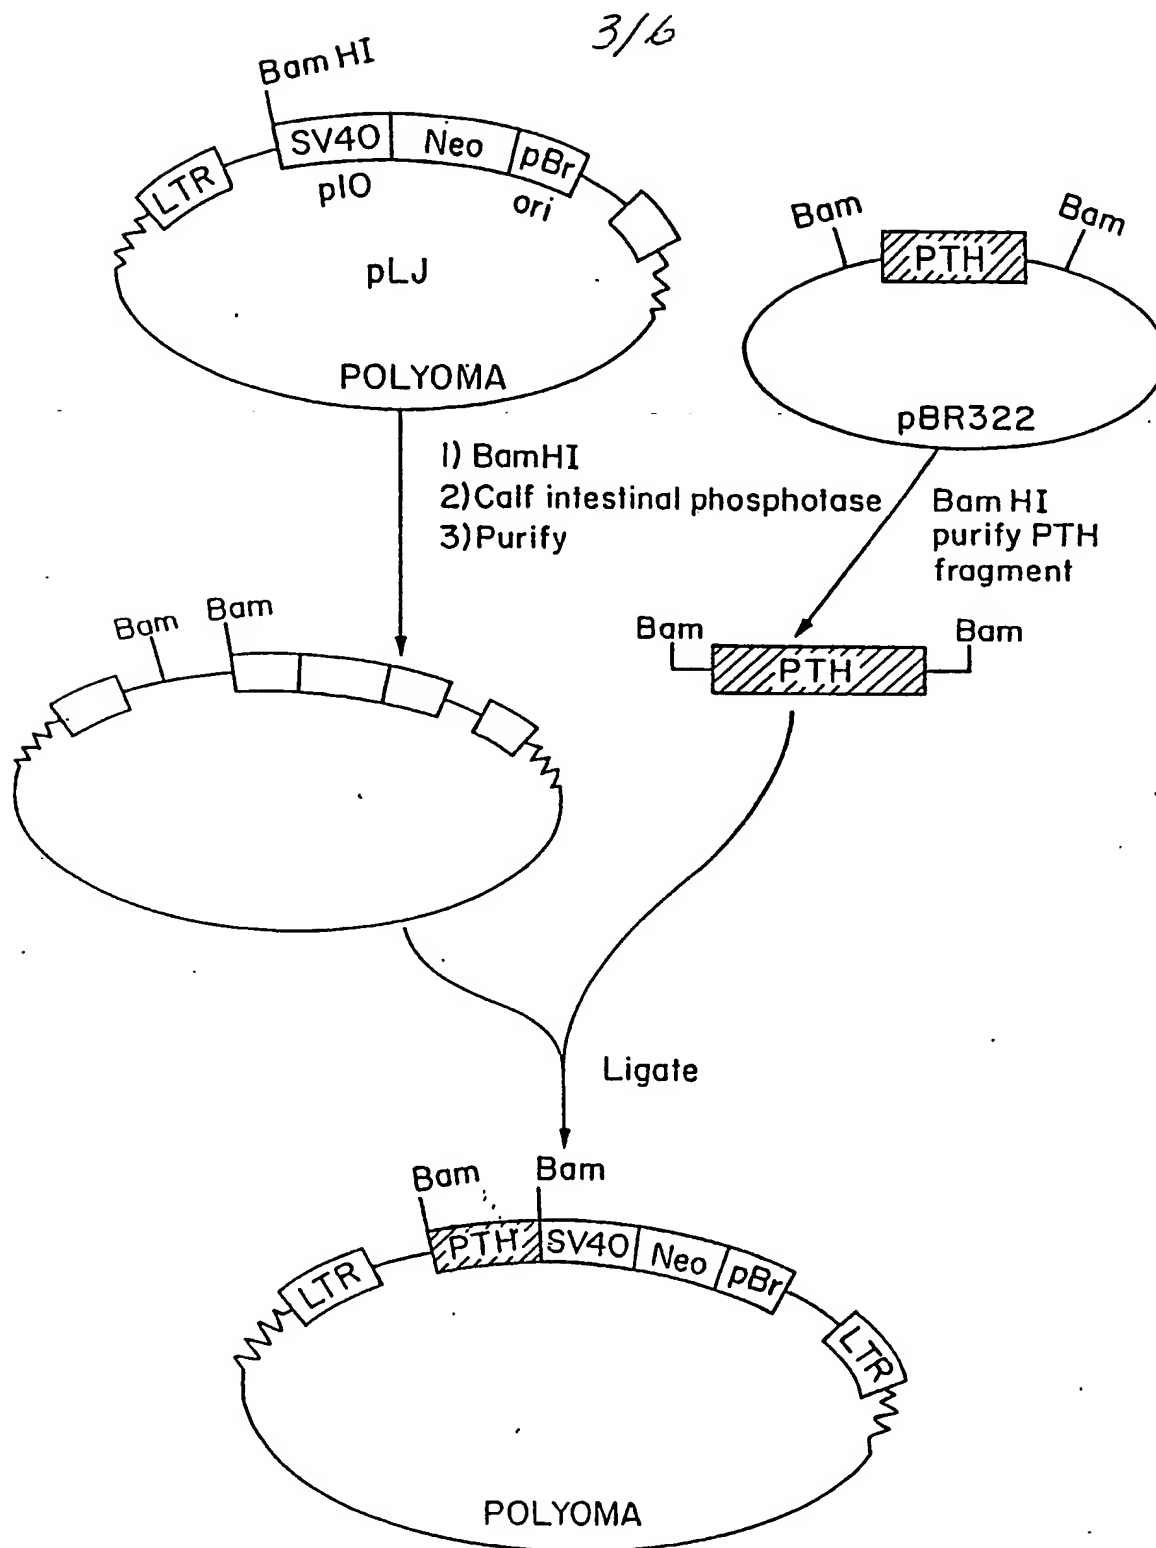 3/6
Bam HI
LTR
SV40
Neo
pBr
p10
ori
pLJ
POLYOMA
Bam
PTH
Bam
pBR322
1) BamHI
2) Calf intestinal phosphotase
3) Purify
Bam HI
purify PTH
fragment
Bam
Bam
Bam
PTH
Bam
Ligate
Bam
Bam
LTR
PTH
SV40
Neo
pBr
LTR
POLYOMA